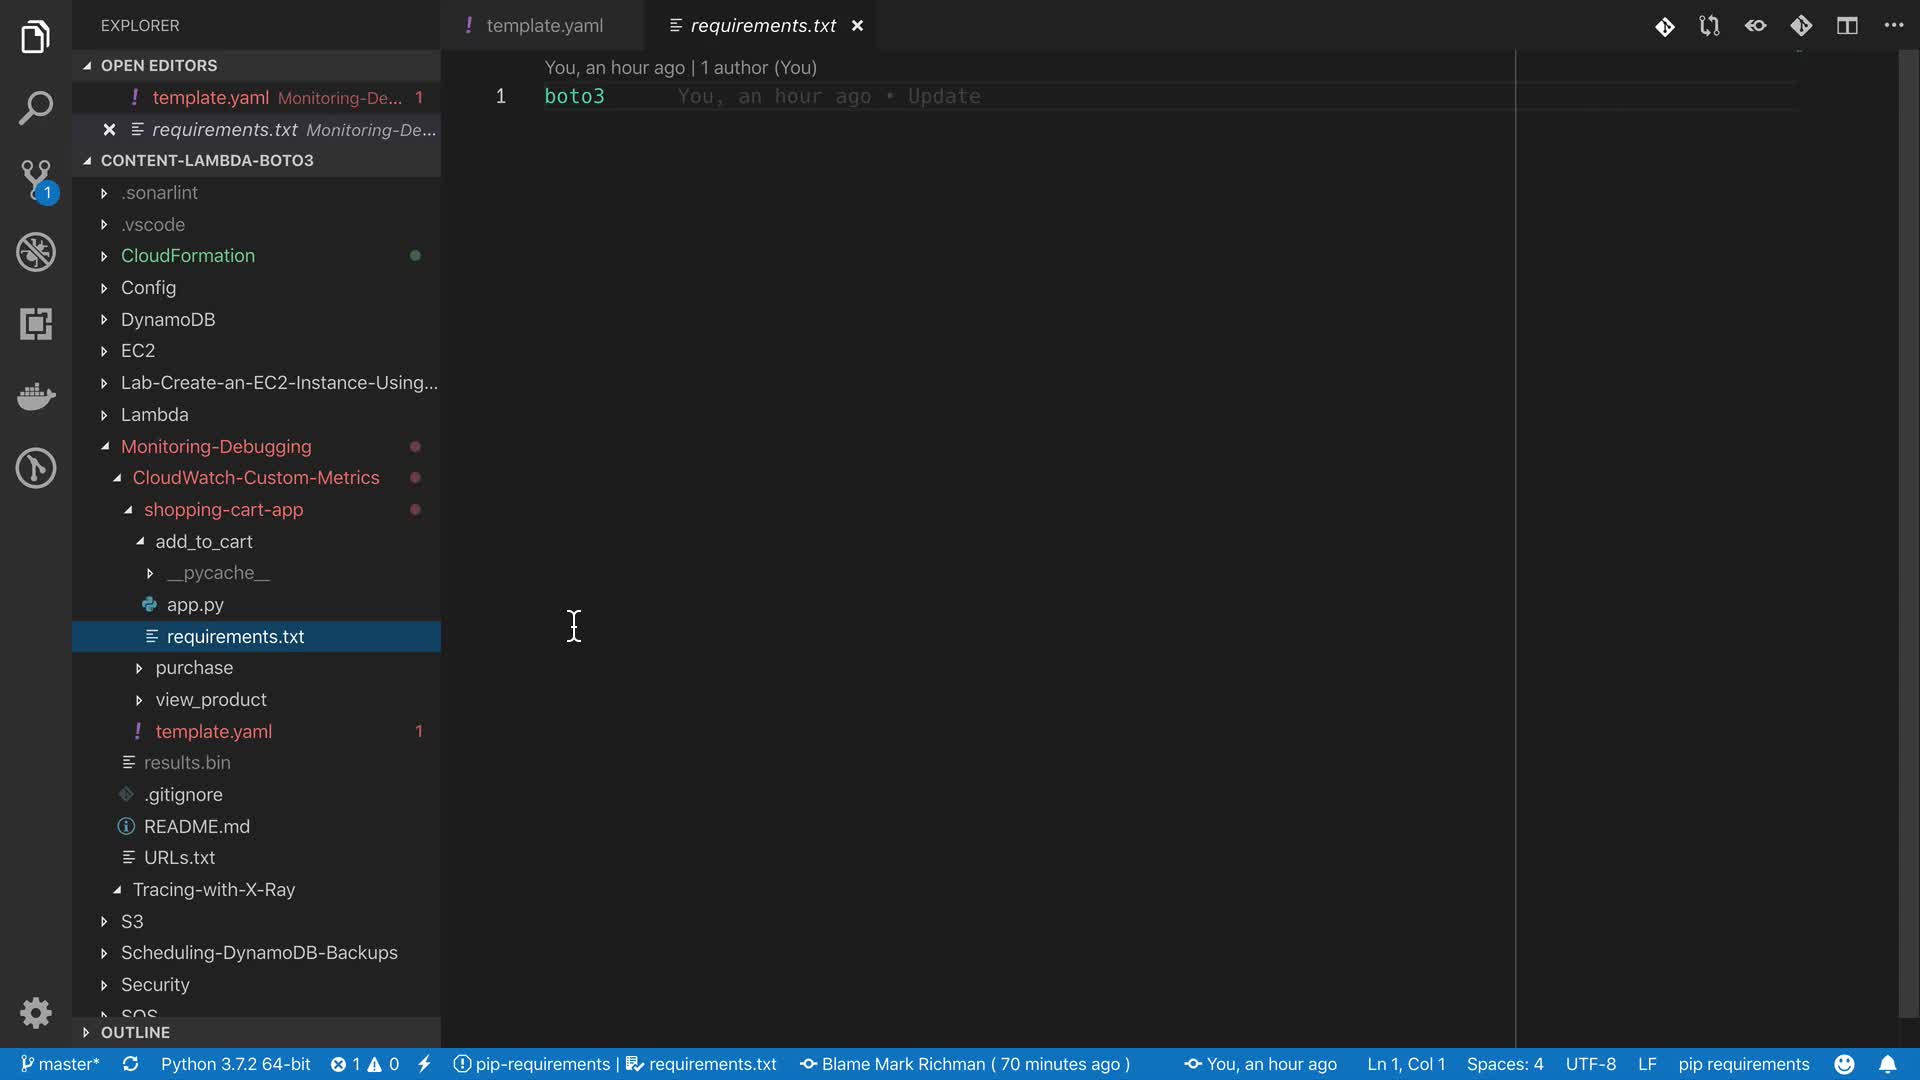 EXPLORER
OPEN EDITORS
! template.yaml Monitoring-De... 1
requirements.txt Monitoring-De...
CONTENT-LAMBDA-BOTO3
.sonarlint
.vscode
CloudFormation
Config
DynamoDB
EC2
Lab-Create-an-EC2-Instance-Using...
Lambda
Monitoring-Debugging
CloudWatch-Custom-Metrics
shopping-cart-app
add_to_cart
__pycache__
app.py
requirements.txt
purchase
view_product
! template.yaml 1
results.bin
.gitignore
README.md
URLs.txt
Tracing-with-X-Ray
S3
Scheduling-DynamoDB-Backups
Security
SQS
OUTLINE
1
! template.yaml
requirements.txt
You, an hour ago | 1 author (You)
1 boto3 You, an hour ago • Update
master* Python 3.7.2 64-bit 1 0 pip-requirements | requirements.txt Blame Mark Richman ( 70 minutes ago ) You, an hour ago Ln 1, Col 1 Spaces: 4 UTF-8 LF pip requirements